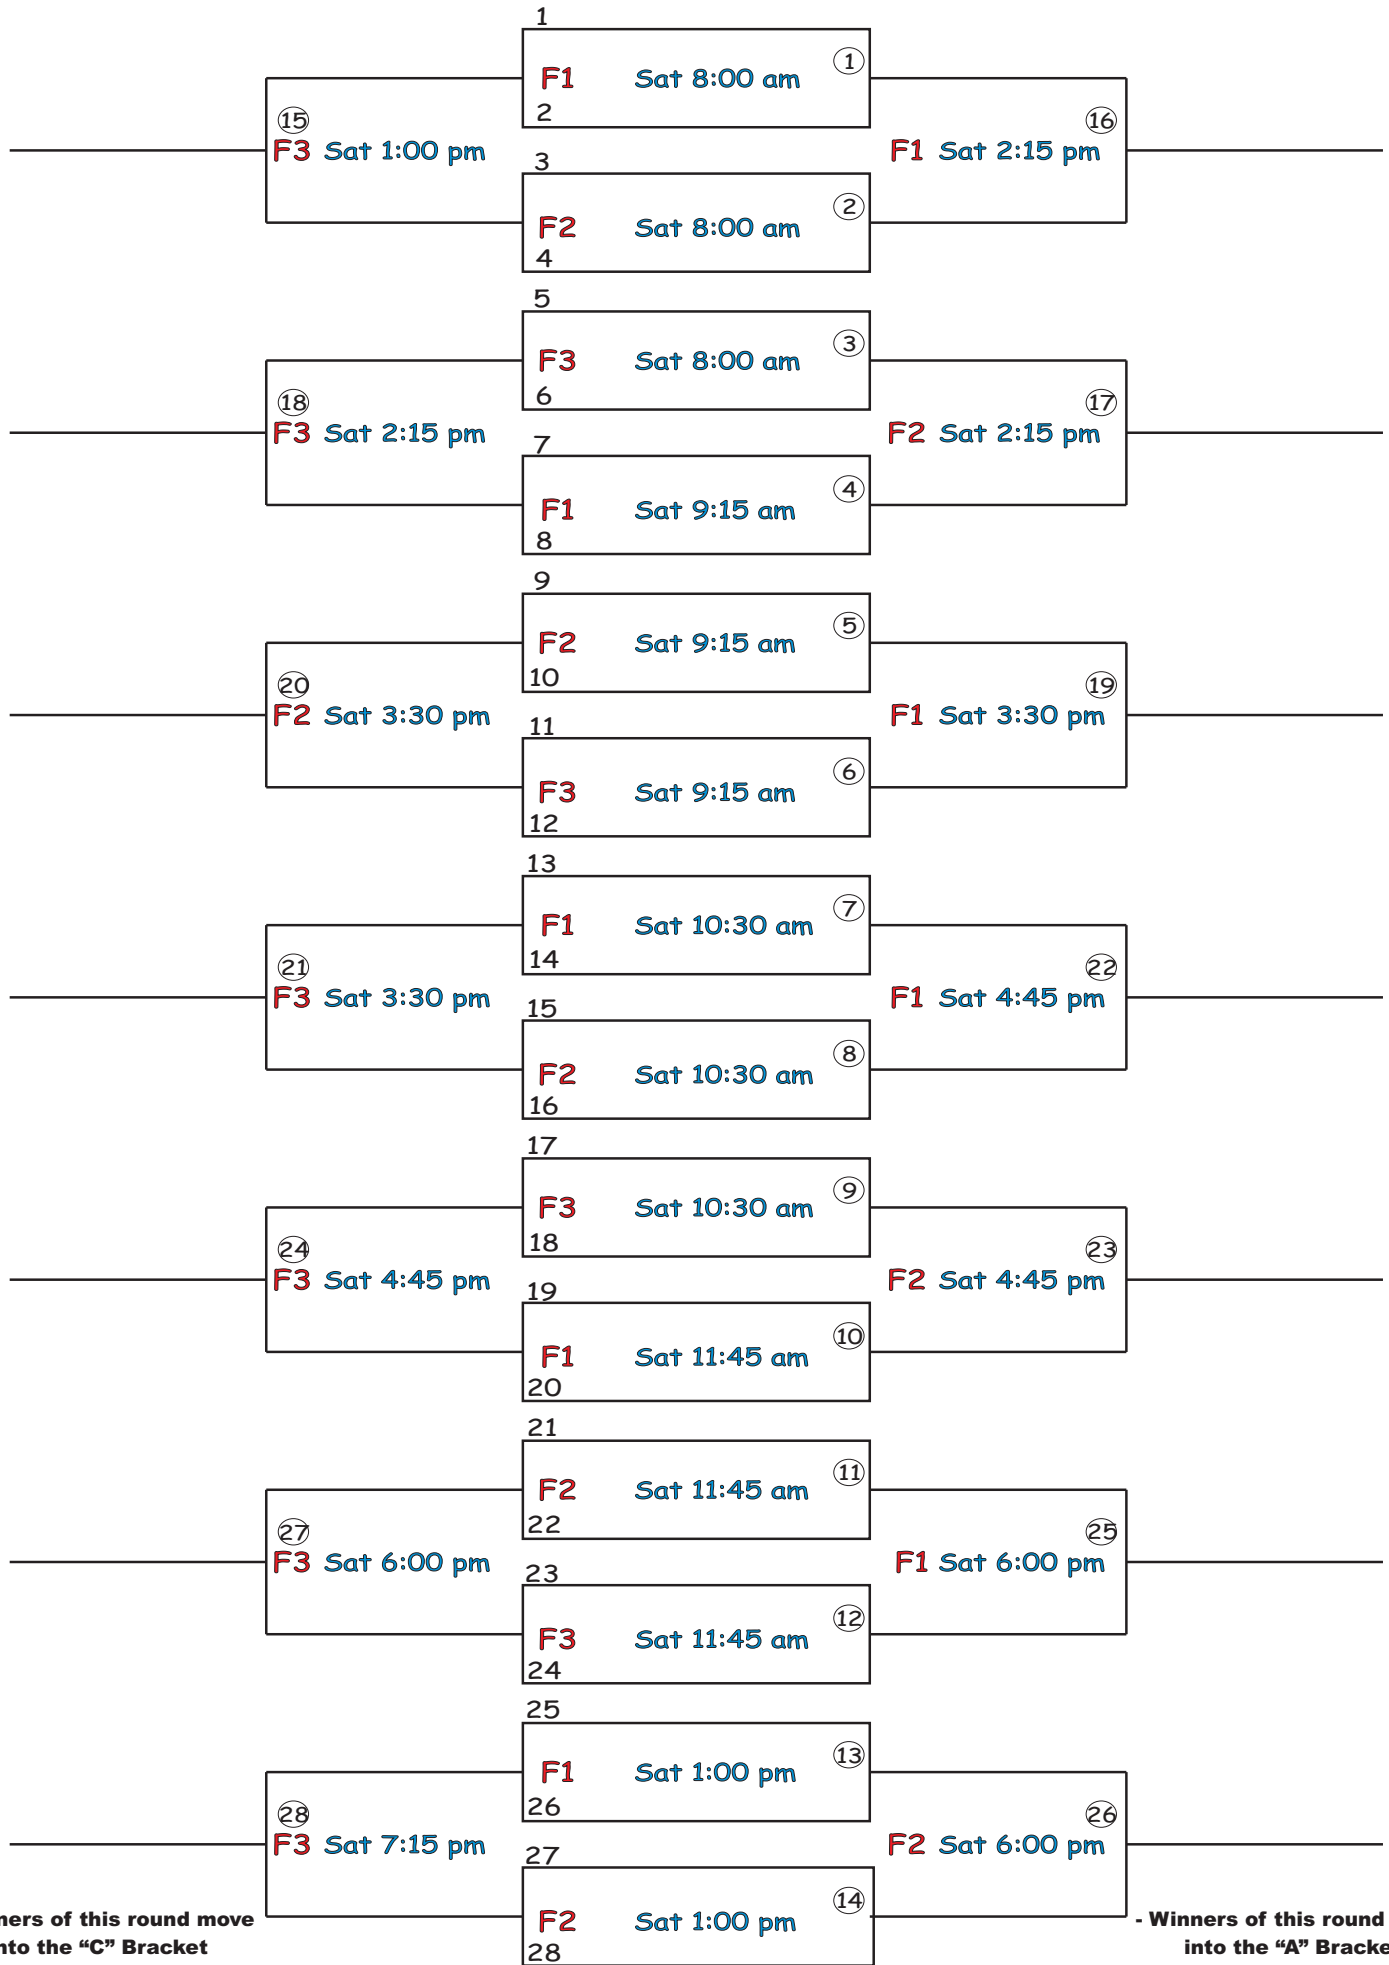 1
F1 Sat 8:00 am 1
2
15
F3 Sat 1:00 pm
16
F1 Sat 2:15 pm
3
F2 Sat 8:00 am 2
4
5
F3 Sat 8:00 am 3
6
18
F3 Sat 2:15 pm
17
F2 Sat 2:15 pm
7
F1 Sat 9:15 am 4
8
9
F2 Sat 9:15 am 5
10
20
F2 Sat 3:30 pm
19
F1 Sat 3:30 pm
11
F3 Sat 9:15 am 6
12
13
F1 Sat 10:30 am 7
14
21
F3 Sat 3:30 pm
22
F1 Sat 4:45 pm
15
F2 Sat 10:30 am 8
16
17
F3 Sat 10:30 am 9
18
24
F3 Sat 4:45 pm
23
F2 Sat 4:45 pm
19
F1 Sat 11:45 am 10
20
21
F2 Sat 11:45 am 11
22
27
F3 Sat 6:00 pm
25
F1 Sat 6:00 pm
23
F3 Sat 11:45 am 12
24
25
F1 Sat 1:00 pm 13
26
28
F3 Sat 7:15 pm
26
F2 Sat 6:00 pm
27
F2 Sat 1:00 pm 14
28
ners of this round move
nto the “C” Bracket
- Winners of this round
into the “A” Bracke